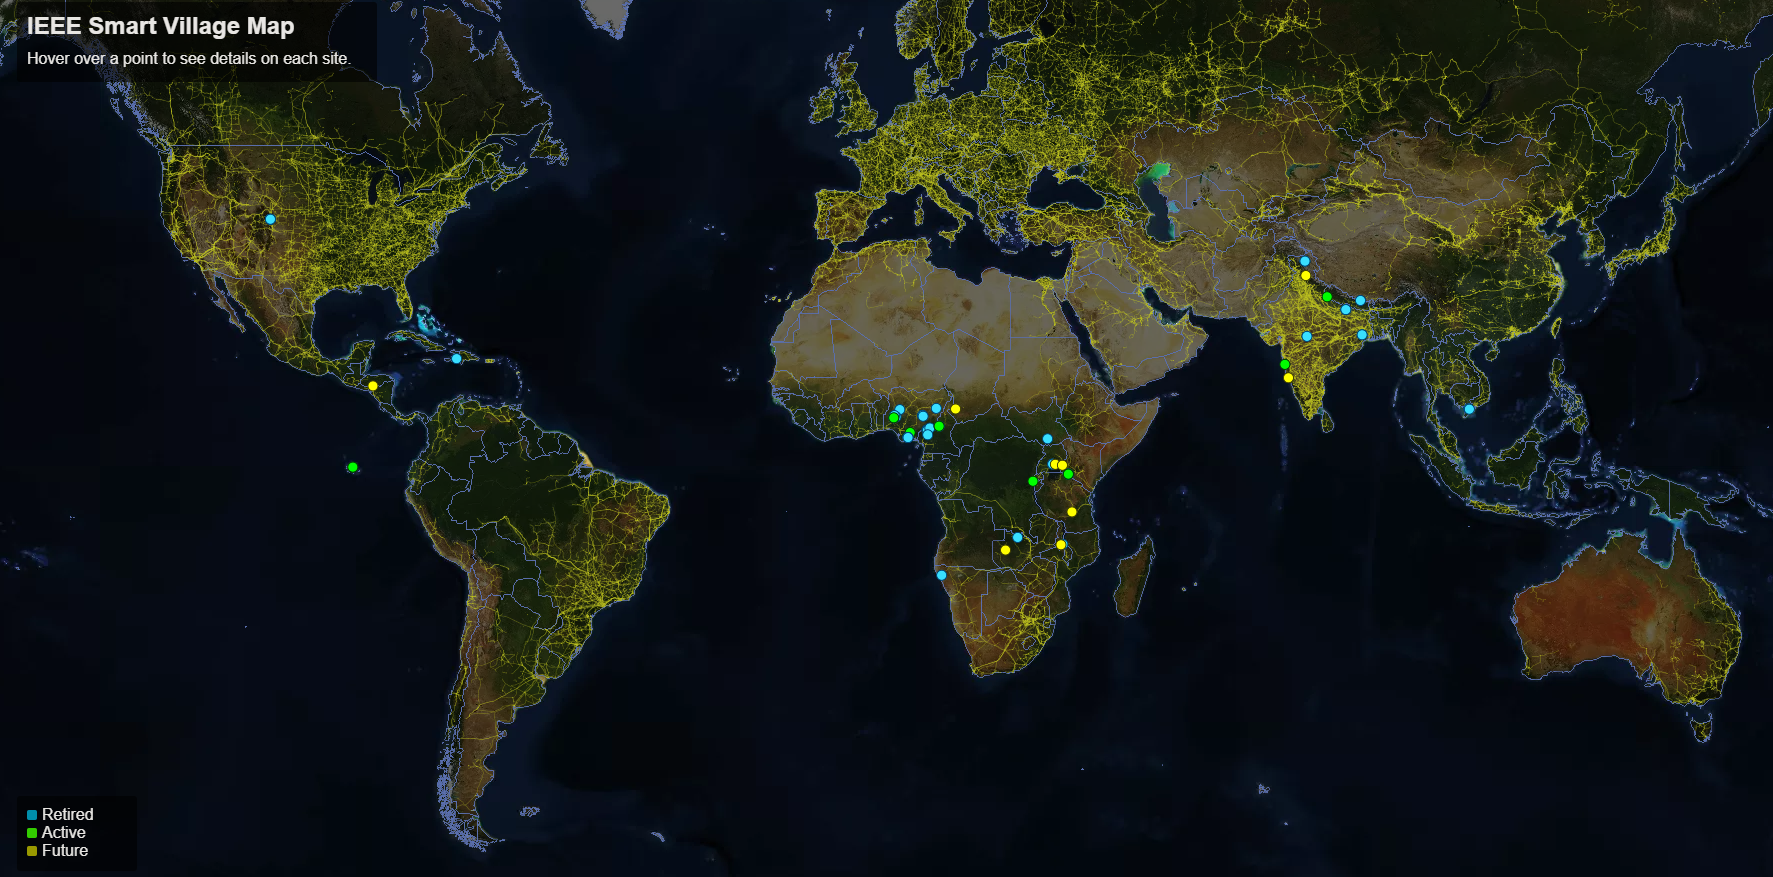 IEEE Smart Village Map
Hover over a point to see details on each site.
Retired
Active
Future